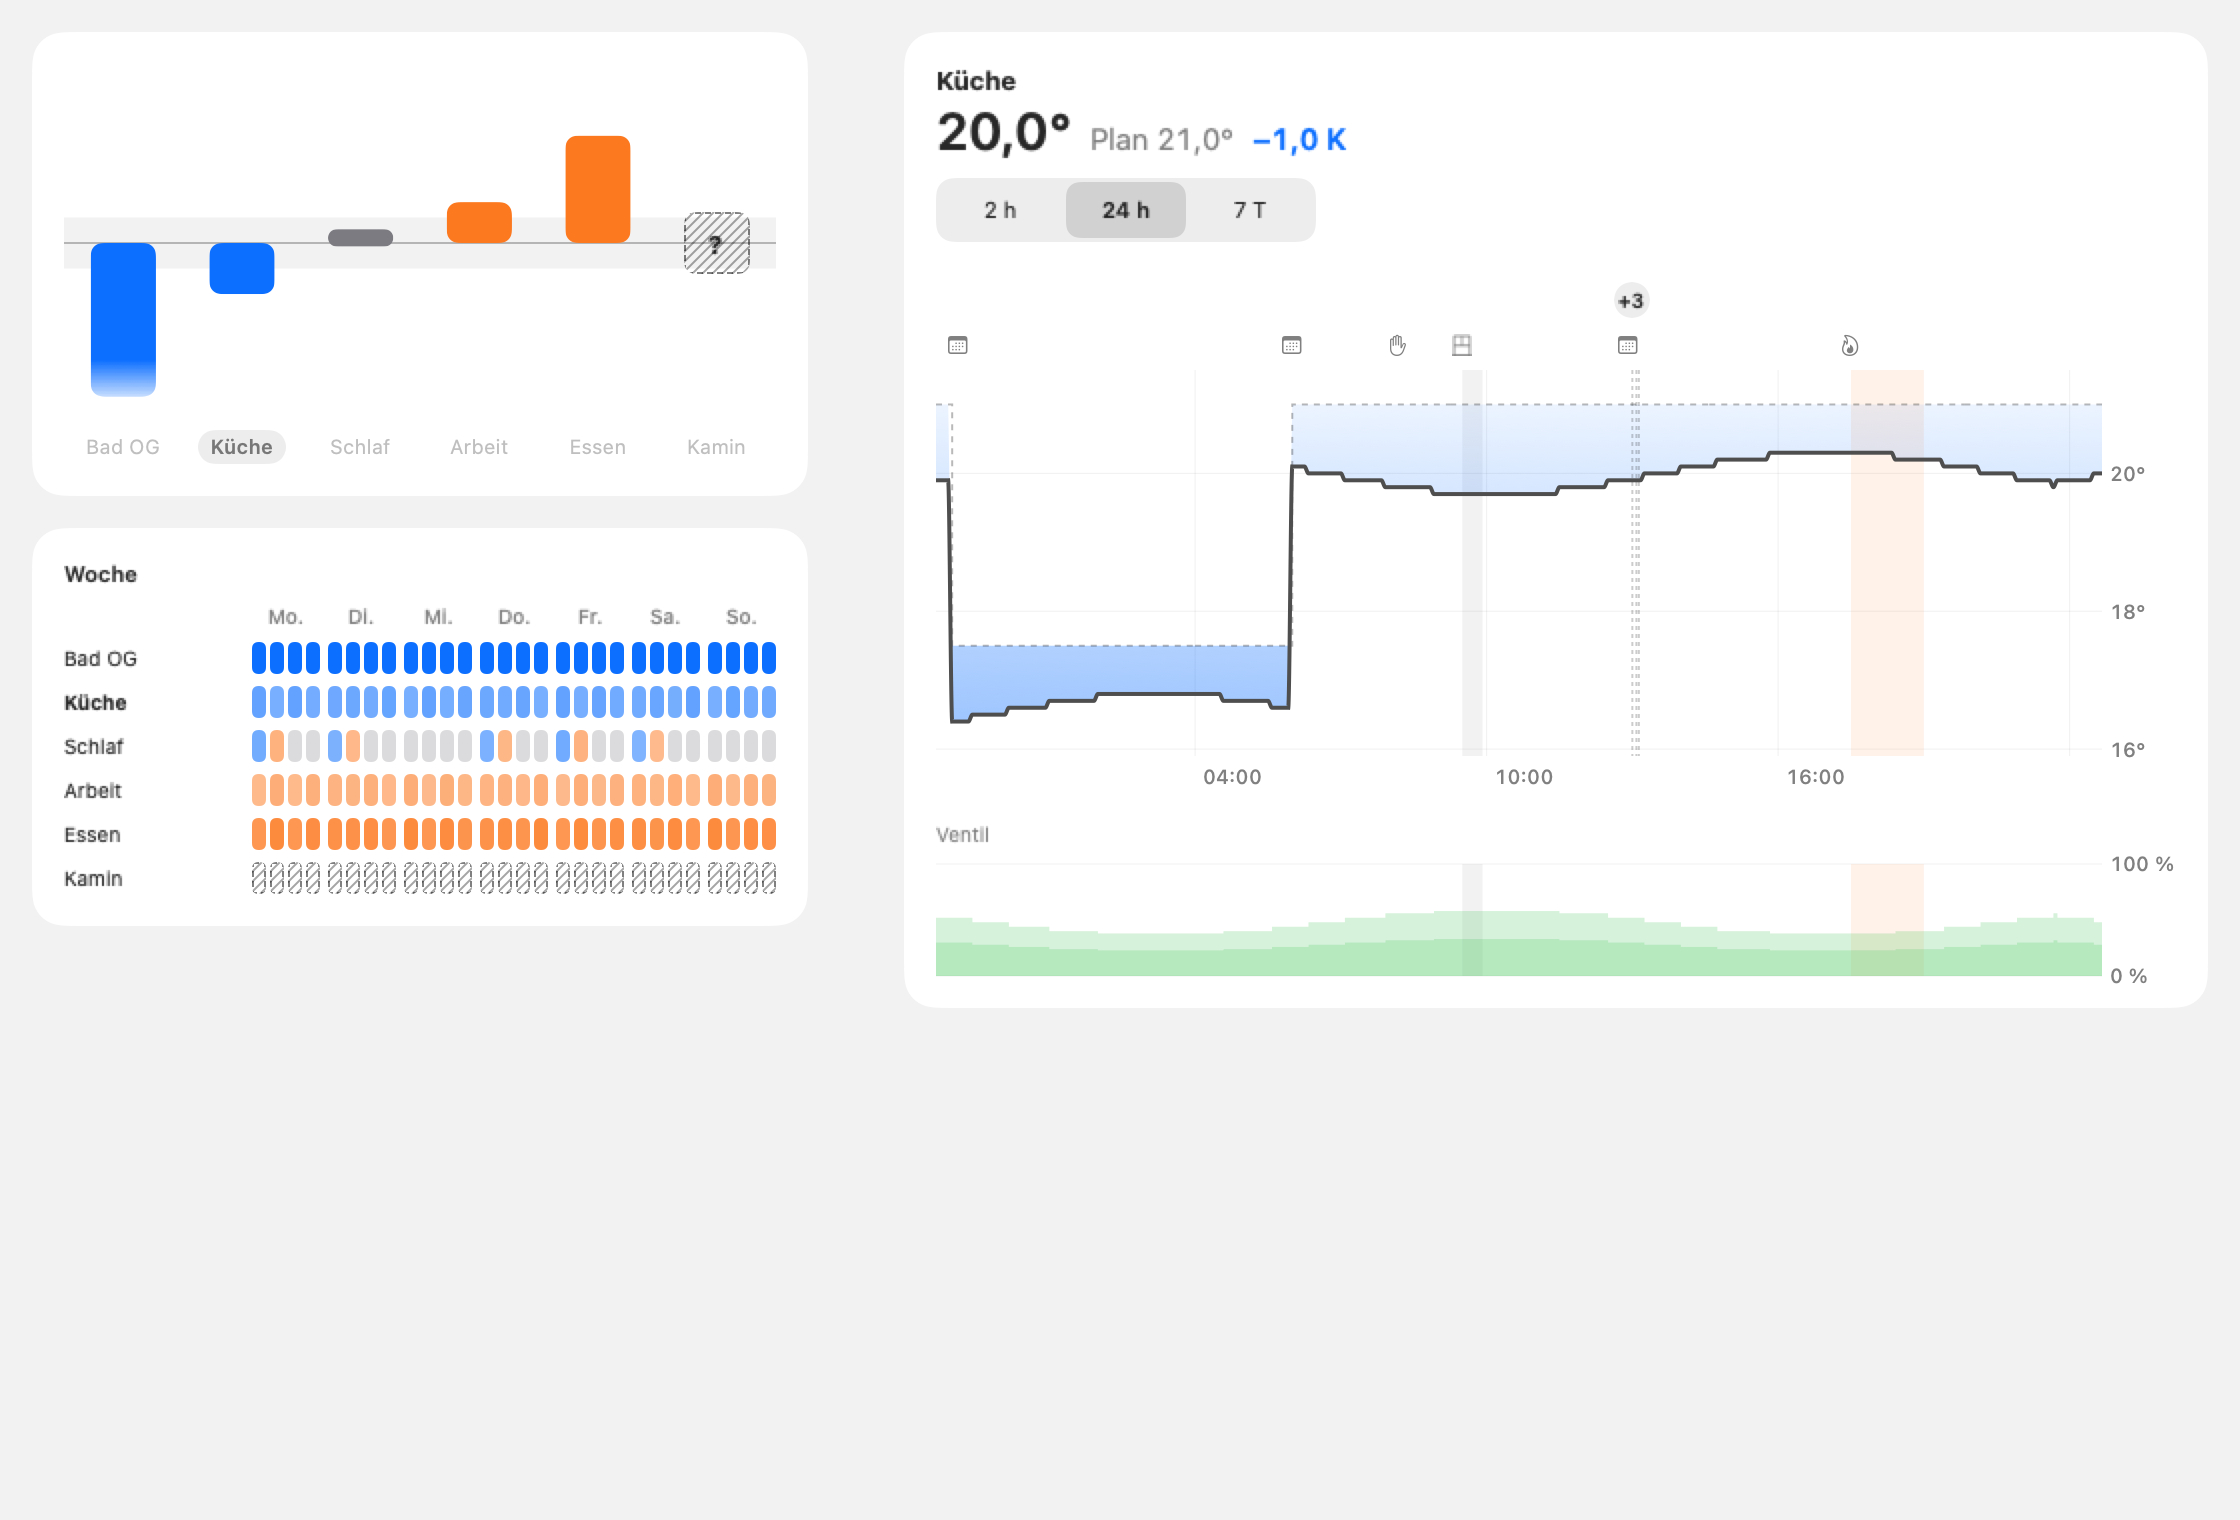 ?
Bad OG Küche Schlaf Arbeit Essen Kamin
Woche
Mo. Di. Mi. Do. Fr. Sa. So.
Bad OG
Küche
Schlaf
Arbeit
Essen
Kamin
Küche
20,0° Plan 21,0° −1,0 K
2 h 24 h 7 T
+3
20°
18°
16°
04:00 10:00 16:00
Ventil
100 %
0 %